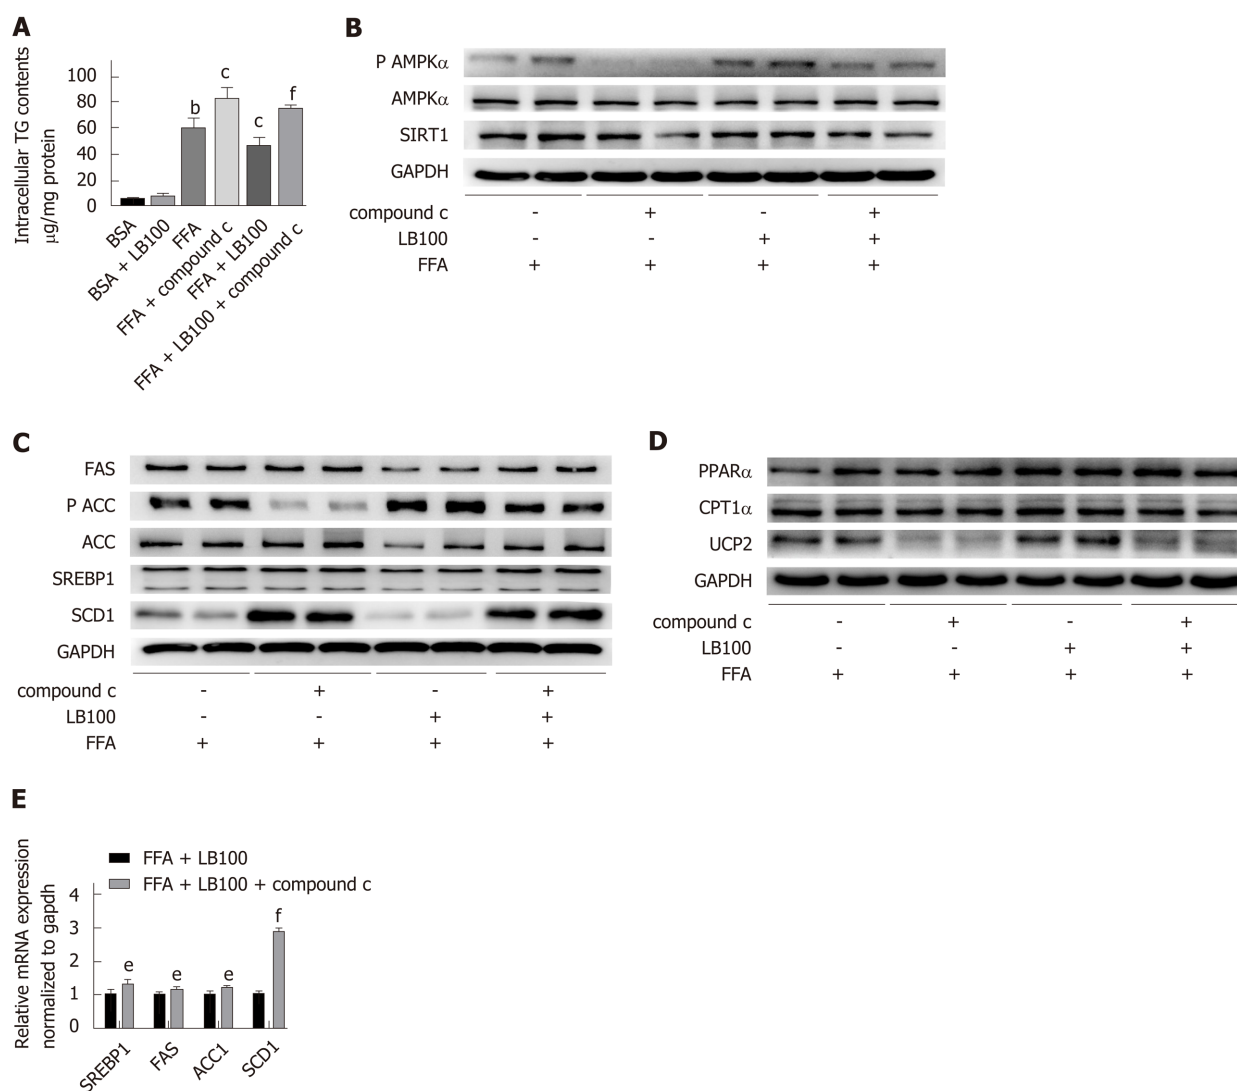 A
Intracellular TG contents
μg/mg protein
100
80
60
40
20
0
b
c
c
f
BSA
BSA + LB100
FFA
FFA + compound c
FFA + LB100
FFA + LB100 + compound c
B
P AMPKα
AMPKα
SIRT1
GAPDH
compound c - + - +
LB100 - - + +
FFA + + + +
C
FAS
P ACC
ACC
SREBP1
SCD1
GAPDH
compound c - + - +
LB100 - - + +
FFA + + + +
D
PPARα
CPT1α
UCP2
GAPDH
compound c - + - +
LB100 - - + +
FFA + + + +
E
Relative mRNA expression
normalized to gapdh
FFA + LB100
FFA + LB100 + compound c
4
3
2
1
0
e
e
e
f
SREBP1
FAS
ACC1
SCD1